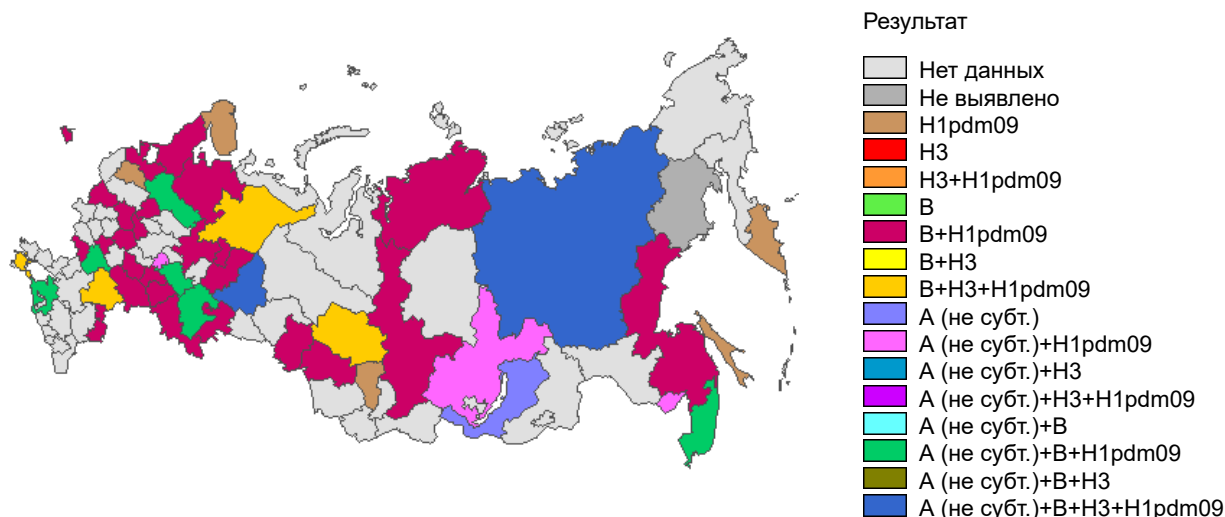 Результат
Нет данных
Не выявлено
H1pdm09
H3
H3+H1pdm09
B
B+H1pdm09
B+H3
B+H3+H1pdm09
А (не субт.)
А (не субт.)+H1pdm09
А (не субт.)+H3
А (не субт.)+H3+H1pdm09
А (не субт.)+B
А (не субт.)+B+H1pdm09
А (не субт.)+B+H3
А (не субт.)+B+H3+H1pdm09